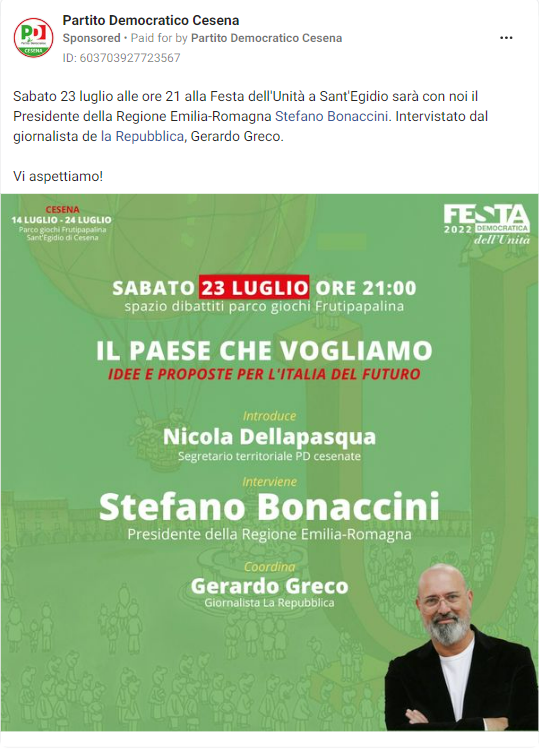 Partito Democratico Cesena
Sponsored • Paid for by Partito Democratico Cesena
ID: 603703927723567
Sabato 23 luglio alle ore 21 alla Festa dell'Unità a Sant'Egidio sarà con noi il
Presidente della Regione Emilia-Romagna Stefano Bonaccini. Intervistato dal
giornalista de la Repubblica, Gerardo Greco.
Vi aspettiamo!
CESENA
14 LUGLIO - 24 LUGLIO
Parco giochi Frutipapalina
Sant'Egidio di Cesena
FESTA
2022 DEMOCRATICA
dell'Unità
SABATO 23 LUGLIO ORE 21:00
spazio dibattiti parco giochi Frutipapalina
IL PAESE CHE VOGLIAMO
IDEE E PROPOSTE PER L'ITALIA DEL FUTURO
Introduce
Nicola Dellapasqua
Segretario territoriale PD cesenate
Interviene
Stefano Bonaccini
Presidente della Regione Emilia-Romagna
Coordina
Gerardo Greco
Giornalista La Repubblica
PD
CESENA